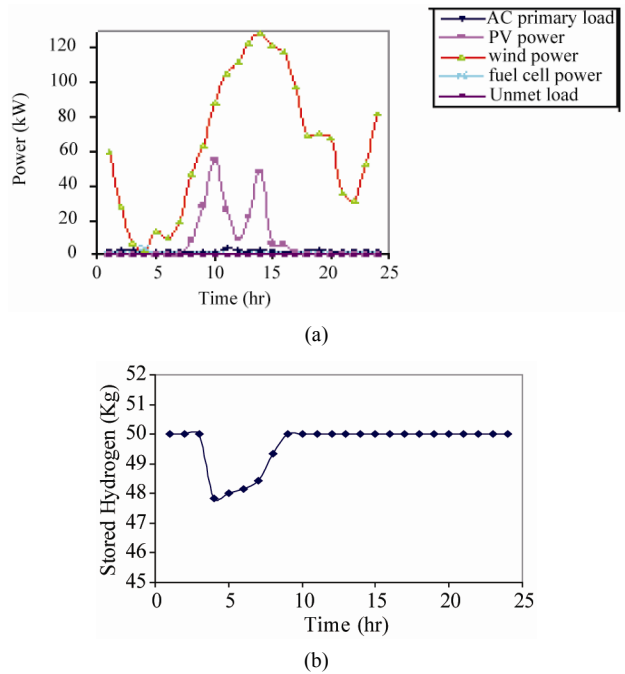 AC primary load
PV power
wind power
fuel cell power
Unmet load
Power (kW)
120
100
80
60
40
20
0
0 5 10 15 20 25
Time (hr)
(a)
Stored Hydrogen (Kg)
52
51
50
49
48
47
46
45
0 5 10 15 20 25
Time (hr)
(b)